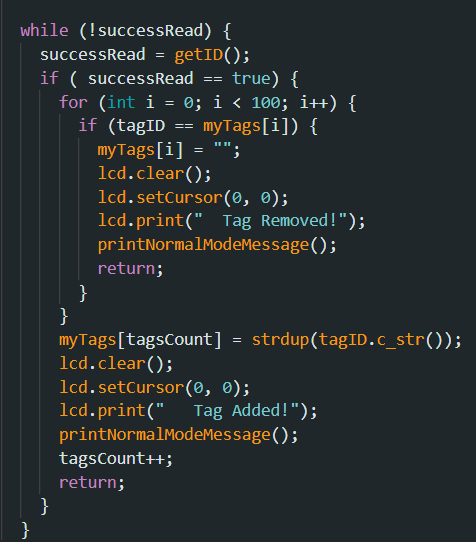 while (!successRead) {
  successRead = getID();
  if ( successRead == true) {
    for (int i = 0; i < 100; i++) {
      if (tagID == myTags[i]) {
        myTags[i] = "";
        lcd.clear();
        lcd.setCursor(0, 0);
        lcd.print("  Tag Removed!");
        printNormalModeMessage();
        return;
      }
    }
    myTags[tagsCount] = strdup(tagID.c_str());
    lcd.clear();
    lcd.setCursor(0, 0);
    lcd.print("   Tag Added!");
    printNormalModeMessage();
    tagsCount++;
    return;
  }
}